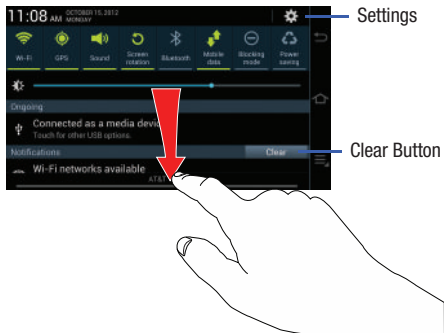 11:08 AM OCTOBER 15, 2012
MONDAY
Settings
Wi-Fi GPS Sound Screen rotation Bluetooth Mobile data Blocking mode Power saving
Ongoing
Connected as a media devi
Touch for other USB options.
Notifications Clear
Clear Button
Wi-Fi networks available
AT&T